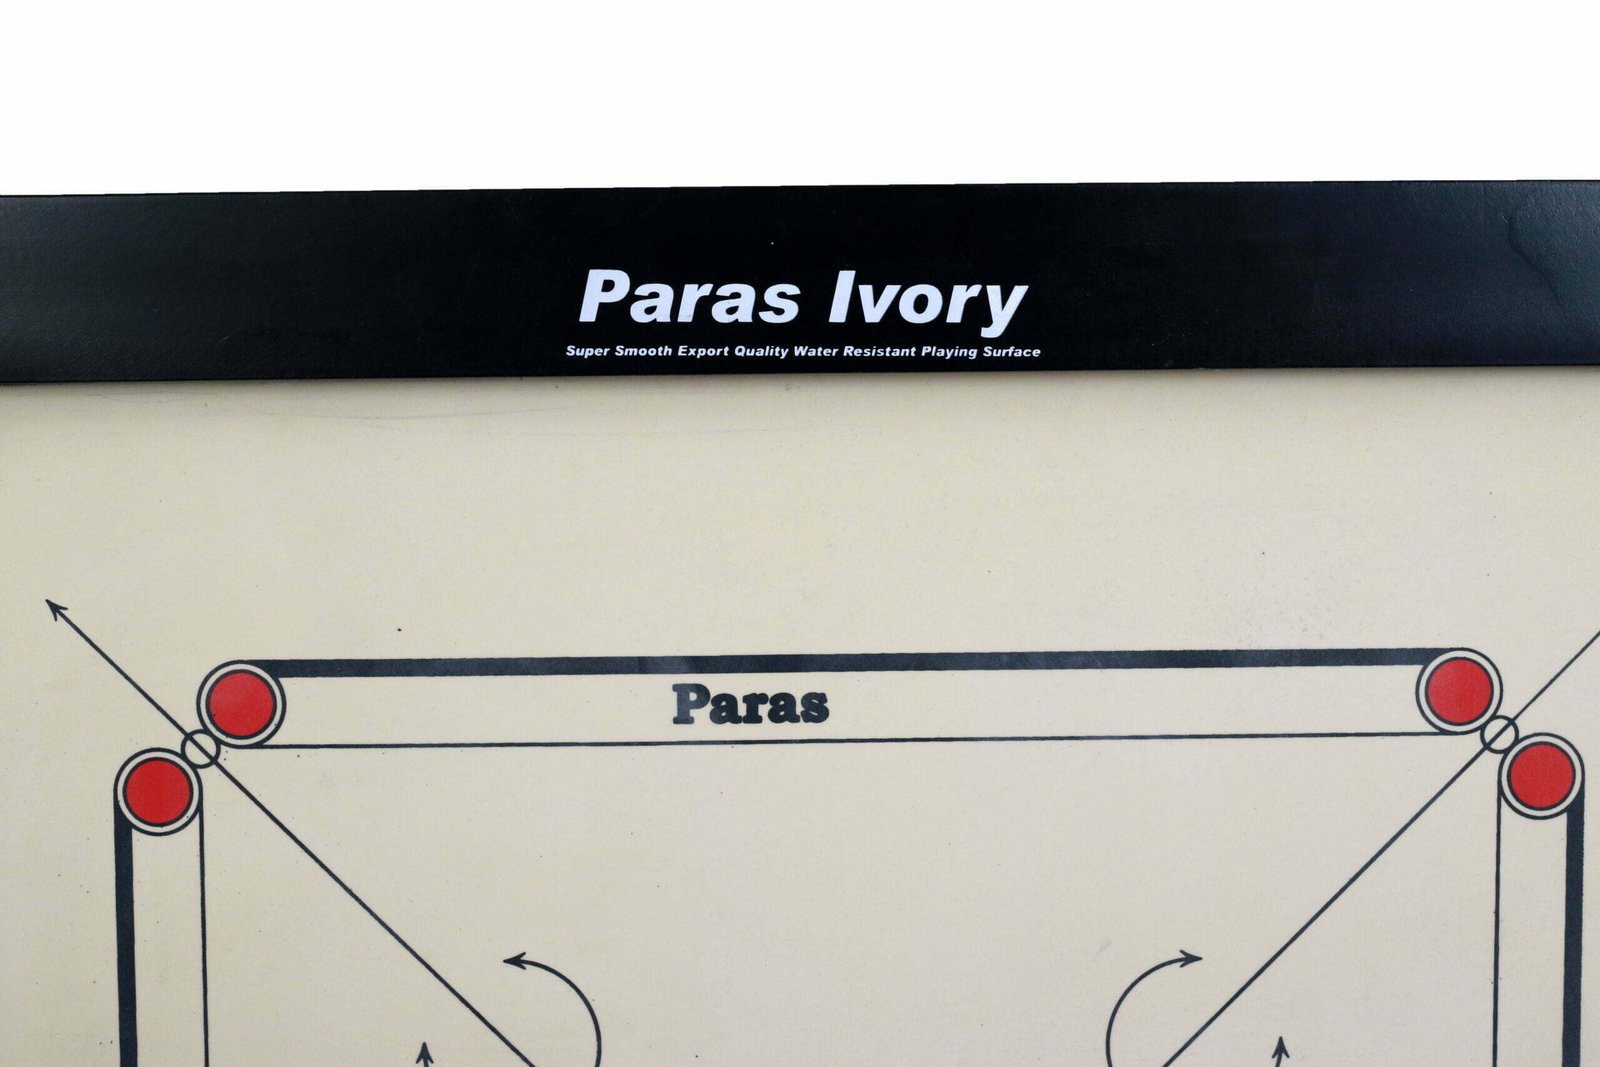 Paras Ivory
Super Smooth Export Quality Water Resistant Playing Surface
Paras